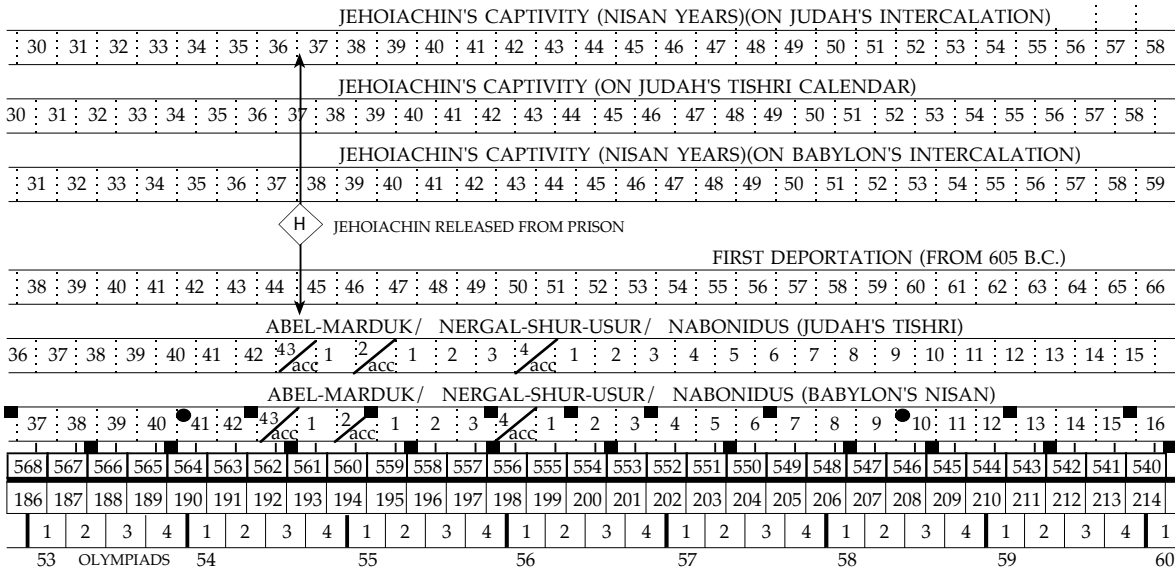 JEHOIACHIN'S CAPTIVITY (NISAN YEARS)(ON JUDAH'S INTERCALATION)
30 31 32 33 34 35 36 37 38 39 40 41 42 43 44 45 46 47 48 49 50 51 52 53 54 55 56 57 58
JEHOIACHIN'S CAPTIVITY (ON JUDAH'S TISHRI CALENDAR)
30 31 32 33 34 35 36 37 38 39 40 41 42 43 44 45 46 47 48 49 50 51 52 53 54 55 56 57 58
JEHOIACHIN'S CAPTIVITY (NISAN YEARS)(ON BABYLON'S INTERCALATION)
31 32 33 34 35 36 37 38 39 40 41 42 43 44 45 46 47 48 49 50 51 52 53 54 55 56 57 58 59
H JEHOIACHIN RELEASED FROM PRISON
FIRST DEPORTATION (FROM 605 B.C.)
38 39 40 41 42 43 44 45 46 47 48 49 50 51 52 53 54 55 56 57 58 59 60 61 62 63 64 65 66
ABEL-MARDUK/ NERGAL-SHUR-USUR/ NABONIDUS (JUDAH'S TISHRI)
36 37 38 39 40 41 42 43 acc 1 2 acc 1 2 3 4 acc 1 2 3 4 5 6 7 8 9 10 11 12 13 14 15
ABEL-MARDUK/ NERGAL-SHUR-USUR/ NABONIDUS (BABYLON'S NISAN)
37 38 39 40 41 42 43 acc 1 2 acc 1 2 3 4 acc 1 2 3 4 5 6 7 8 9 10 11 12 13 14 15 16
568 567 566 565 564 563 562 561 560 559 558 557 556 555 554 553 552 551 550 549 548 547 546 545 544 543 542 541 540
186 187 188 189 190 191 192 193 194 195 196 197 198 199 200 201 202 203 204 205 206 207 208 209 210 211 212 213 214
1 2 3 4 1 2 3 4 1 2 3 4 1 2 3 4 1 2 3 4 1 2 3 4 1 2 3 4 1
53 OLYMPIADS 54 55 56 57 58 59 60